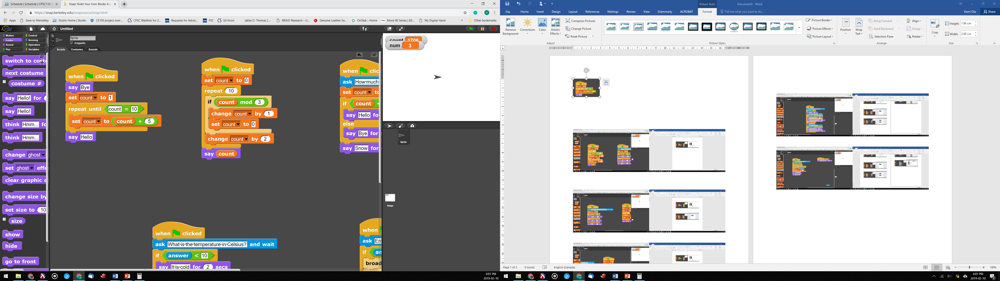 Schedule | Schedule | CPSC110 C
Snap! Build Your Own Blocks 4.2.
https://snap.berkeley.edu/snapsource/snap.html
Apps
Save to Mendeley
Studio Home | Studio
CS100 project over...
CPSC Waitlists for 2...
Requests for Advisi...
FSC
Ed Knorr
Jakita O. Thomas | ...
BRAID Research – U...
Genuine Leather Sa...
OnTask :: Home
Move 80 Series | 60...
My Digital Hand
»
Other bookmarks
Snap!
Untitled
Motion
Control
Looks
Sensing
Sound
Operators
Pen
Variables
Sprite
draggable
Scripts
Costumes
Sounds
switch to costu
next costume
costume #
say Hello! for
say Hello!
think Hmm... fo
think Hmm...
change ghost
set ghost effe
clear graphic e
change size by
set size to 10
size
show
hide
go to front
when clicked
say Bye
set count to 1
repeat until count = 10
set count to count + 5
say Hello
when clicked
set count to 0
repeat 10
if count mod 3
change count by 1
set count to 0
change count by 2
say count
when clic
ask How much
set count to
if count <
say Hello fo
else
say Bye for
say Snow for
when clicked
ask What is the temperature in Celsius? and wait
if answer < 10
say It is cold for 2 secs
when
ask En
if an
broad
count 1706
num 3
Sprite
Stage
6:01 PM
2019-02-10
Picture Tools
Document3 - Word
File
Home
Insert
Design
Layout
References
Mailings
Review
View
Grammarly
ACROBAT
Format
Tell me what you want to do...
Kemi Ola
Share
Remove Background
Corrections
Color
Artistic Effects
Compress Pictures
Change Picture
Reset Picture
Adjust
Picture Styles
Picture Border
Picture Effects
Picture Layout
Position
Wrap Text
Bring Forward
Send Backward
Selection Pane
Align
Group
Rotate
Arrange
Crop
Height: 1.96 cm
Width: 2.88 cm
Size
Page 1 of 2
0 words
English (Canada)
100%
6:01 PM
2019-02-10